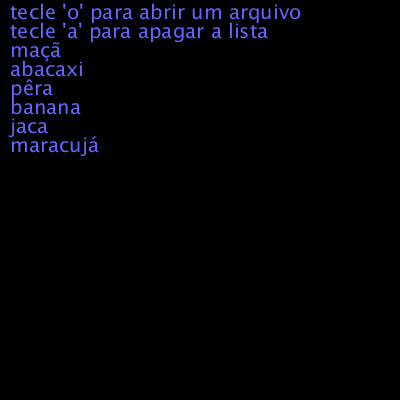 tecle 'o' para abrir um arquivo
tecle 'a' para apagar a lista
maçã
abacaxi
pêra
banana
jaca
maracujá